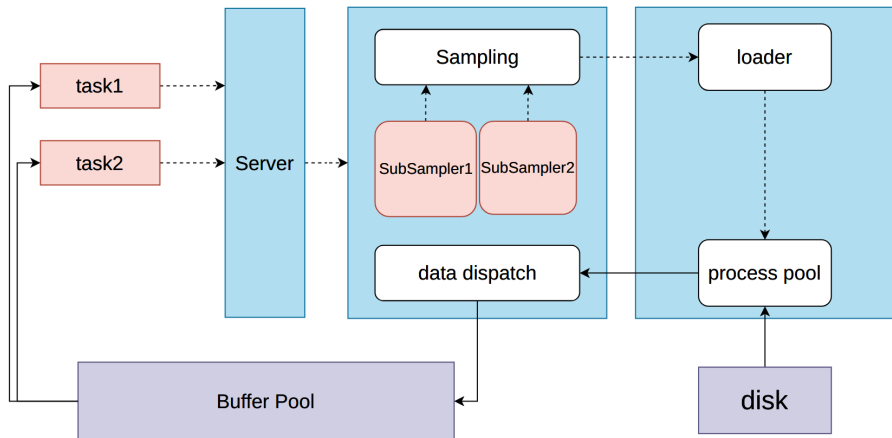 task1
task2
Server
Sampling
SubSampler1
SubSampler2
data dispatch
loader
process pool
Buffer Pool
disk